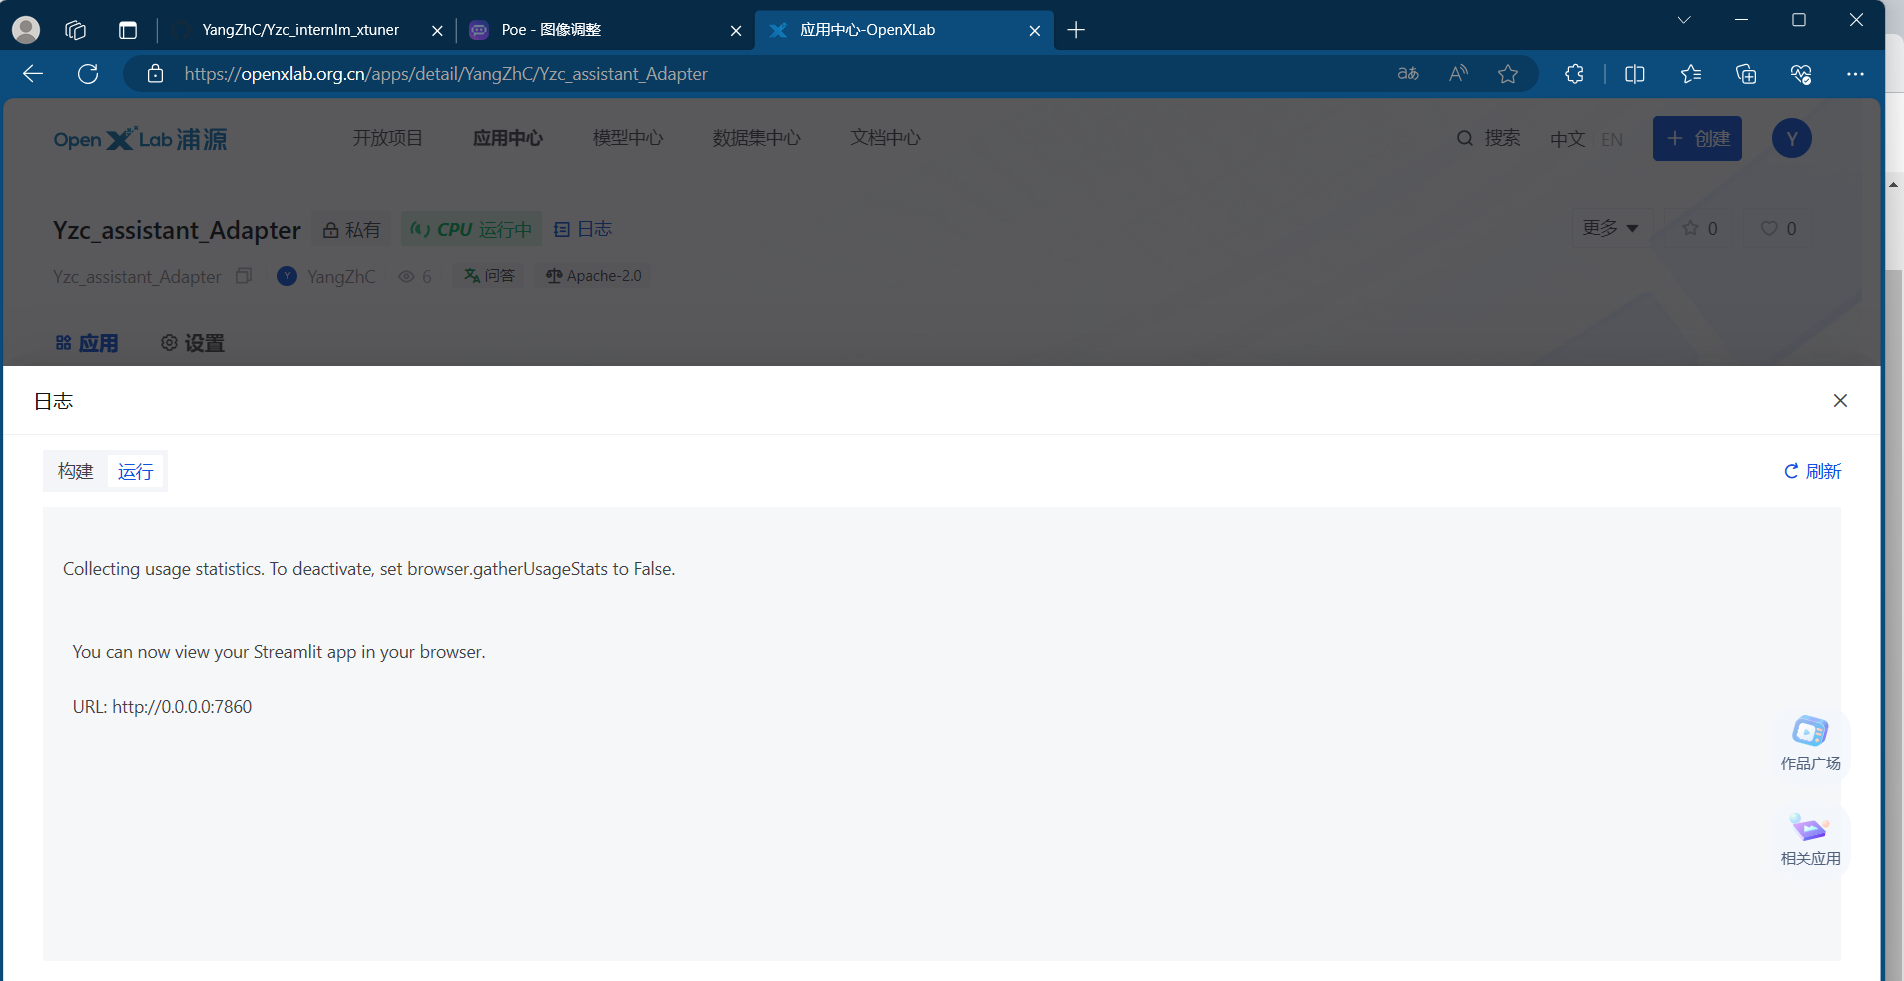 YangZhC/Yzc_internlm_xtuner
Poe - 图像调整
应用中心-OpenXLab
https://openxlab.org.cn/apps/detail/YangZhC/Yzc_assistant_Adapter
OpenXLab浦源
开放项目
应用中心
模型中心
数据集中心
文档中心
搜索
中文 EN
+ 创建
Y
Yzc_assistant_Adapter
私有
CPU 运行中
日志
更多
0
0
Yzc_assistant_Adapter
Y YangZhC
6
问答
Apache-2.0
应用
设置
日志
构建
运行
刷新
Collecting usage statistics. To deactivate, set browser.gatherUsageStats to False.
You can now view your Streamlit app in your browser.
URL: http://0.0.0.0:7860
作品广场
相关应用